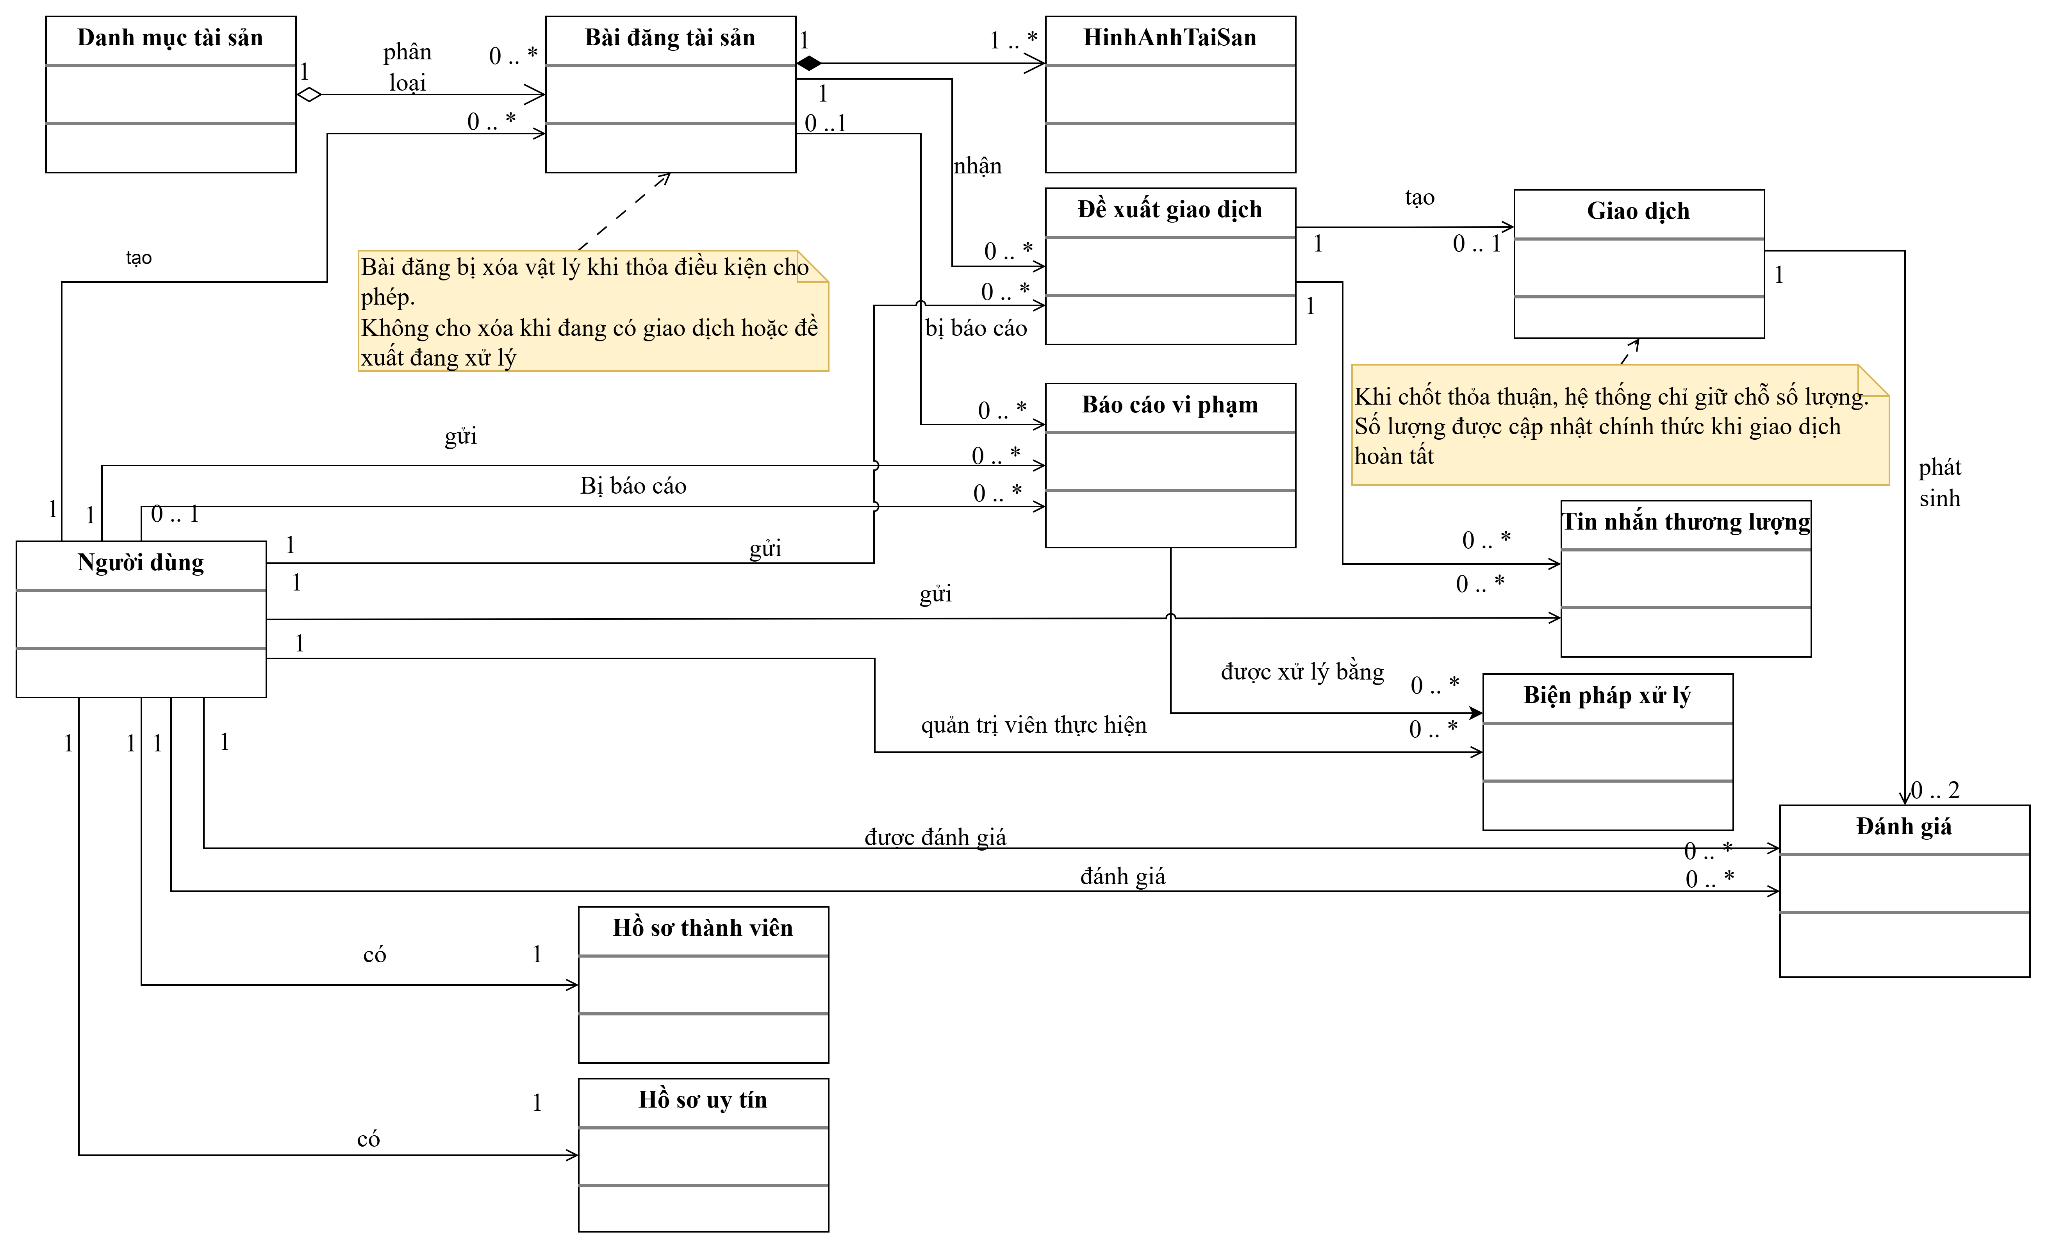 Danh mục tài sản
Bài đăng tài sản
HinhAnhTaiSan
phân
loại
1
0 .. *
1
1 .. *
1
0 ..1
0 .. *
nhận
tạo
Bài đăng bị xóa vật lý khi thỏa điều kiện cho
phép.
Không cho xóa khi đang có giao dịch hoặc đề
xuất đang xử lý
Đề xuất giao dịch
0 .. *
0 .. *
bị báo cáo
tạo
1
0 .. 1
1
Giao dịch
1
Khi chốt thỏa thuận, hệ thống chỉ giữ chỗ số lượng.
Số lượng được cập nhật chính thức khi giao dịch
hoàn tất
Báo cáo vi phạm
0 .. *
gửi
0 .. *
Bị báo cáo
0 .. *
phát
sinh
1
1
0 .. 1
Người dùng
1
gửi
1
gửi
1
Tin nhắn thương lượng
0 .. *
0 .. *
được xử lý bằng
0 .. *
quản trị viên thực hiện
0 .. *
Biện pháp xử lý
1
1
1
1
0 .. 2
Đánh giá
được đánh giá
0 .. *
đánh giá
0 .. *
Hồ sơ thành viên
có
1
Hồ sơ uy tín
1
có